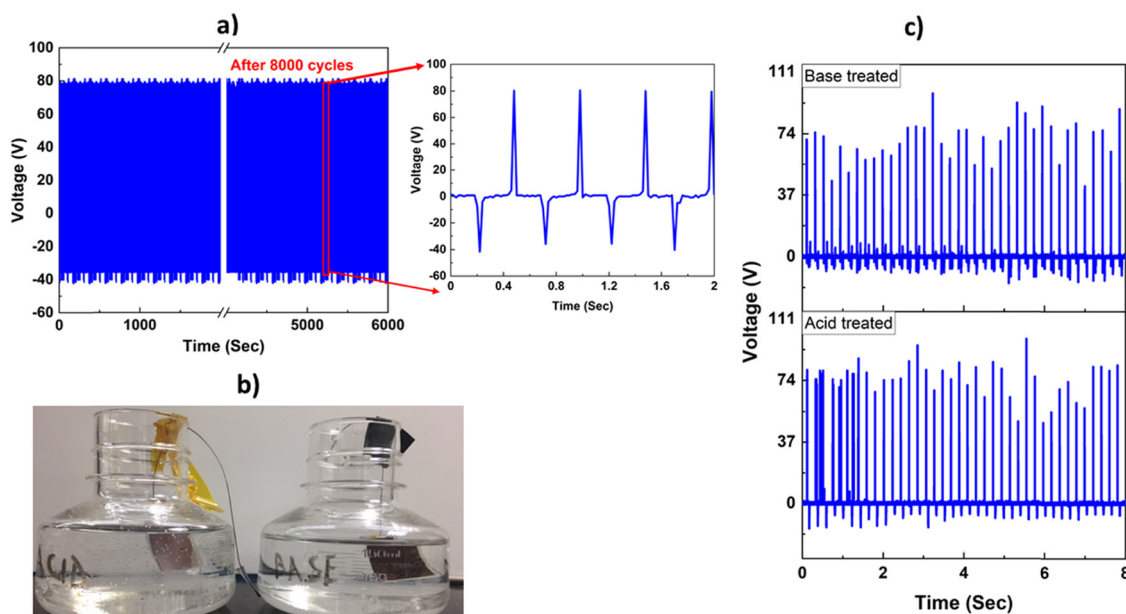 a)
After 8000 cycles
Voltage (V)
100
80
60
40
20
0
-20
-40
-60
0
1000
5000
6000
Time (Sec)
Voltage (V)
100
80
60
40
20
0
-20
-40
-60
0
0.4
0.8
1.2
1.6
2
Time (Sec)
b)
ACID
BASE
c)
Voltage (V)
111
74
37
0
Base treated
111
74
37
0
Acid treated
0
2
4
6
8
Time (Sec)